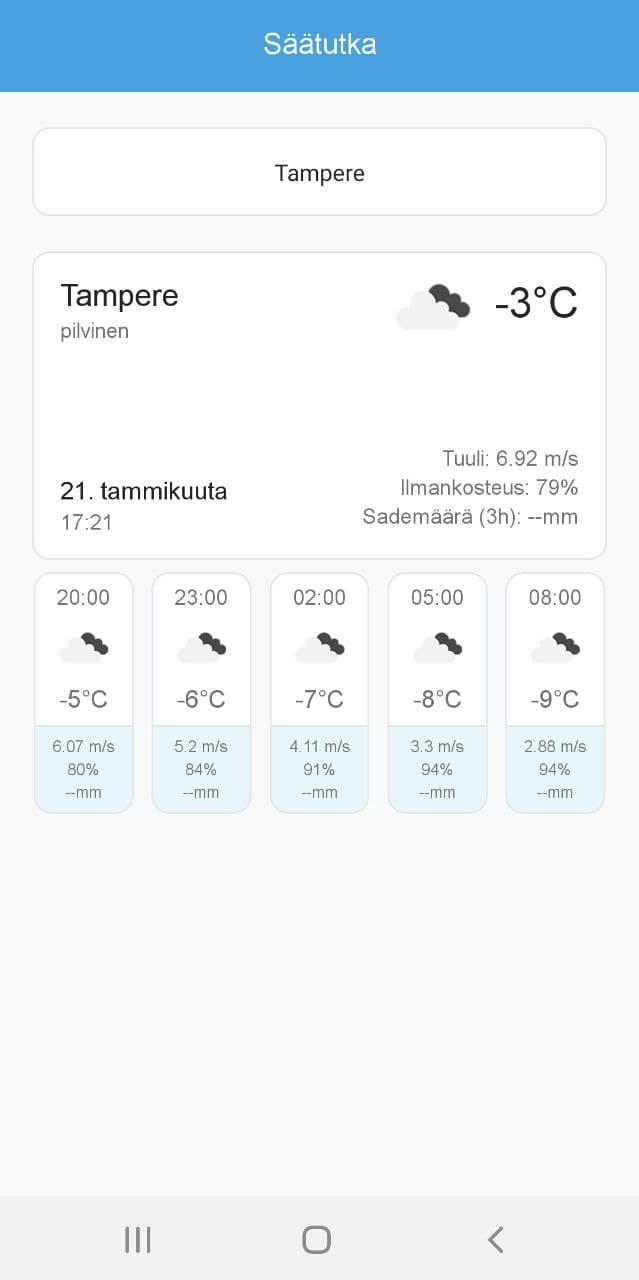 Säätutka
Tampere
Tampere
pilvinen
-3°C
21. tammikuuta
17:21
Tuuli: 6.92 m/s
Ilmankosteus: 79%
Sademäärä (3h): --mm
20:00
-5°C
6.07 m/s
80%
--mm
23:00
-6°C
5.2 m/s
84%
--mm
02:00
-7°C
4.11 m/s
91%
--mm
05:00
-8°C
3.3 m/s
94%
--mm
08:00
-9°C
2.88 m/s
94%
--mm